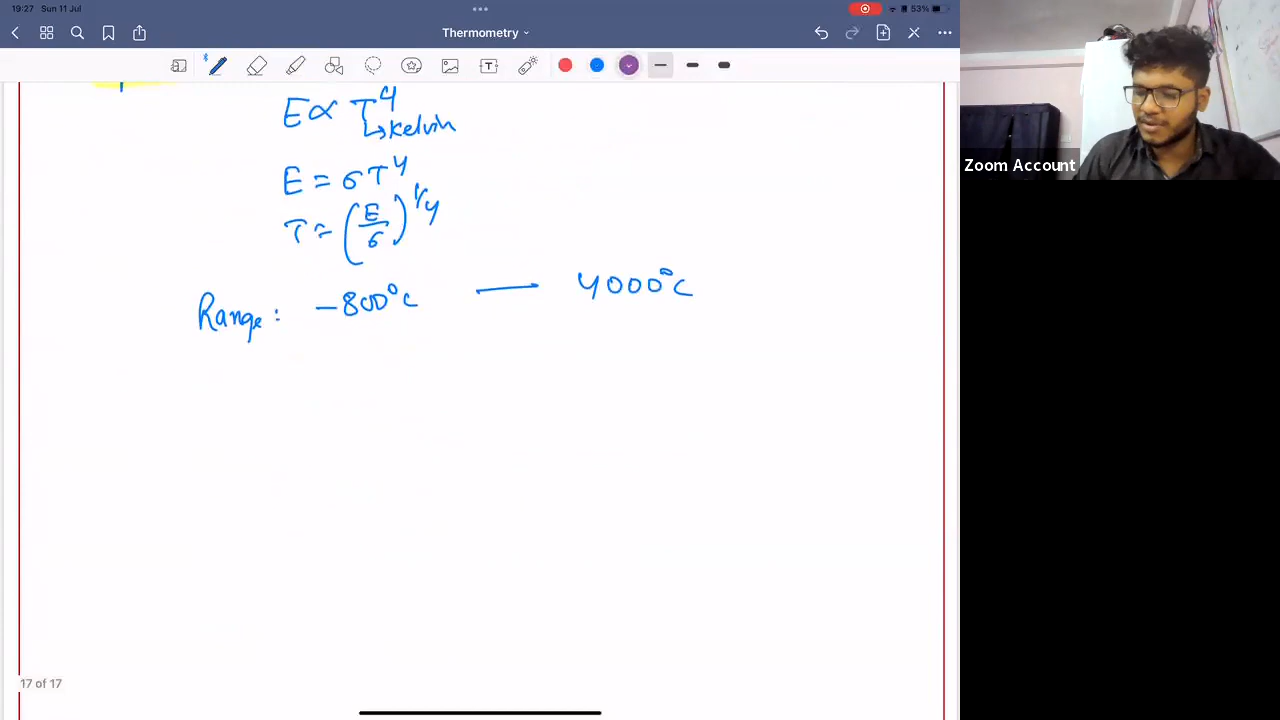 19:27 Sun 11 Jul
53%
Thermometry
E ∝ T⁴
↳ Kelvin
E = σT⁴
T = (E/σ)^1/4
Range: −800°C — 4000°C
Zoom Account
17 of 17